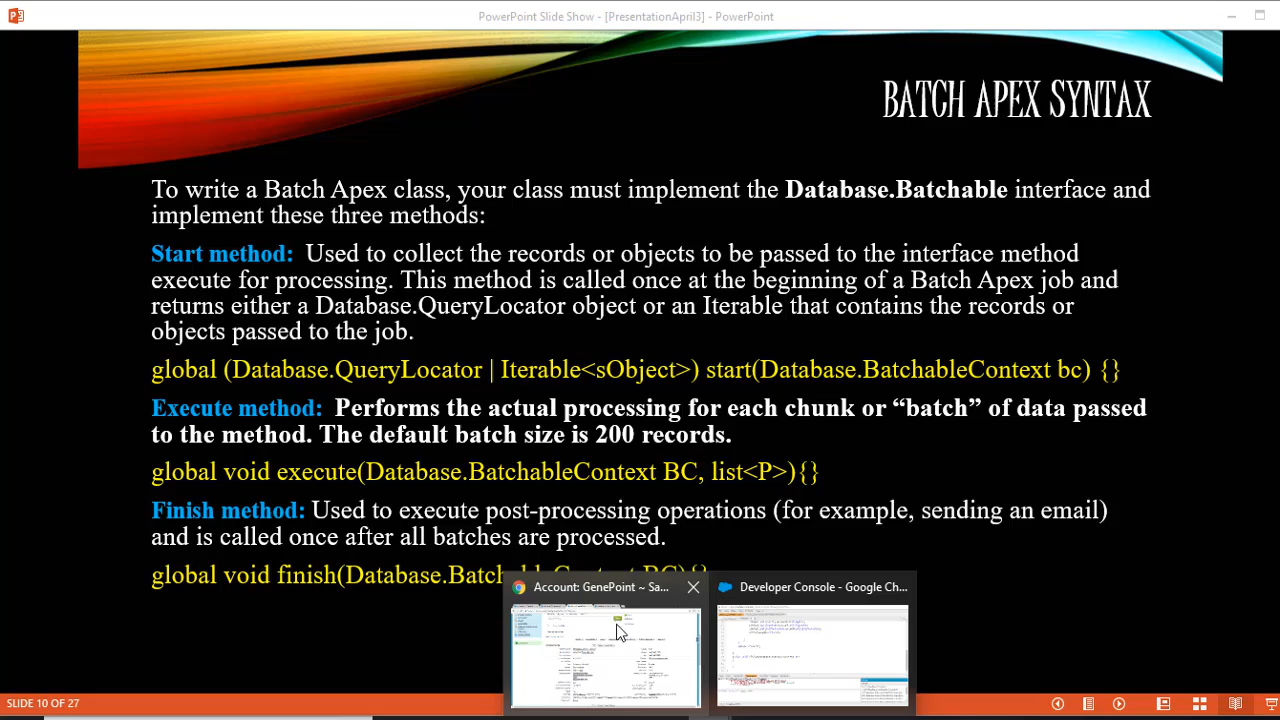 PowerPoint Slide Show - [PresentationApril3] - PowerPoint
BATCH APEX SYNTAX
To write a Batch Apex class, your class must implement the Database.Batchable interface and
implement these three methods:
Start method: Used to collect the records or objects to be passed to the interface method
execute for processing. This method is called once at the beginning of a Batch Apex job and
returns either a Database.QueryLocator object or an Iterable that contains the records or
objects passed to the job.
global (Database.QueryLocator | Iterable<sObject>) start(Database.BatchableContext bc) {}
Execute method: Performs the actual processing for each chunk or “batch” of data passed
to the method. The default batch size is 200 records.
global void execute(Database.BatchableContext BC, list<P>){}
Finish method: Used to execute post-processing operations (for example, sending an email)
and is called once after all batches are processed.
global void finish(Database.BatchableContext BC){}
Account: GenePoint ~ Sa...
Developer Console - Google Ch...
SLIDE 10 OF 27